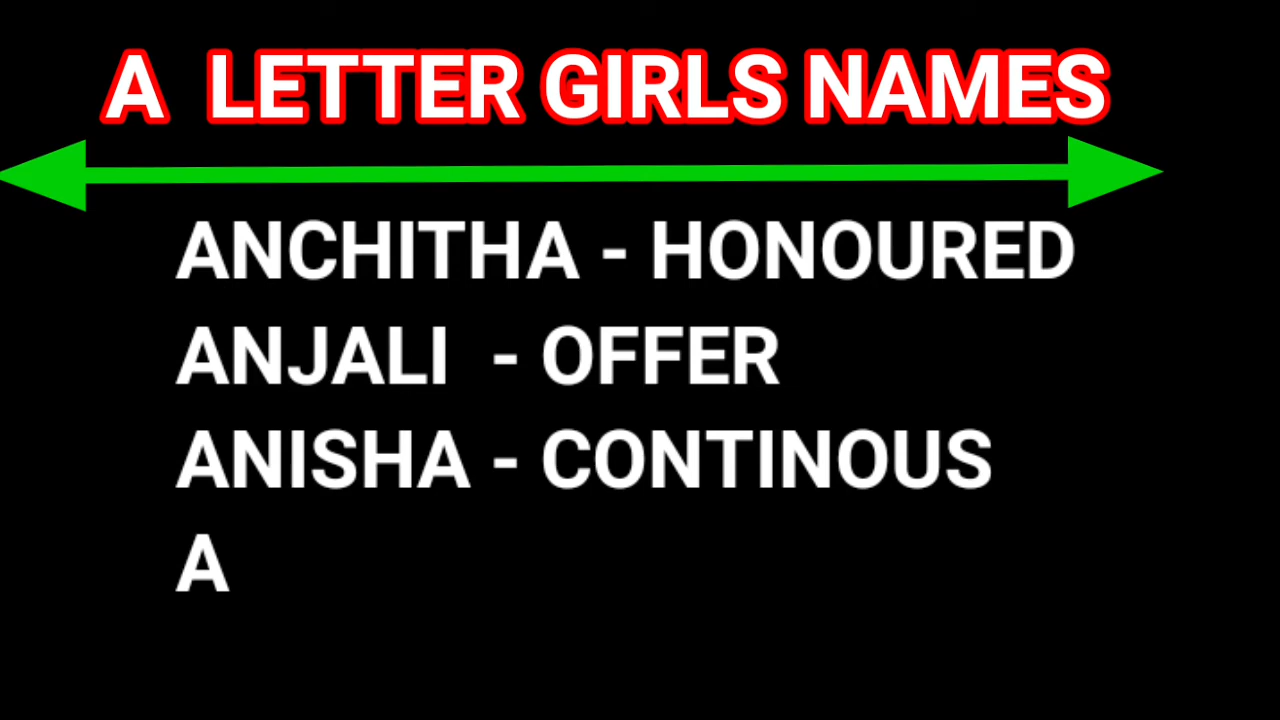 A LETTER GIRLS NAMES
ANCHITHA - HONOURED
ANJALI - OFFER
ANISHA - CONTINOUS
A